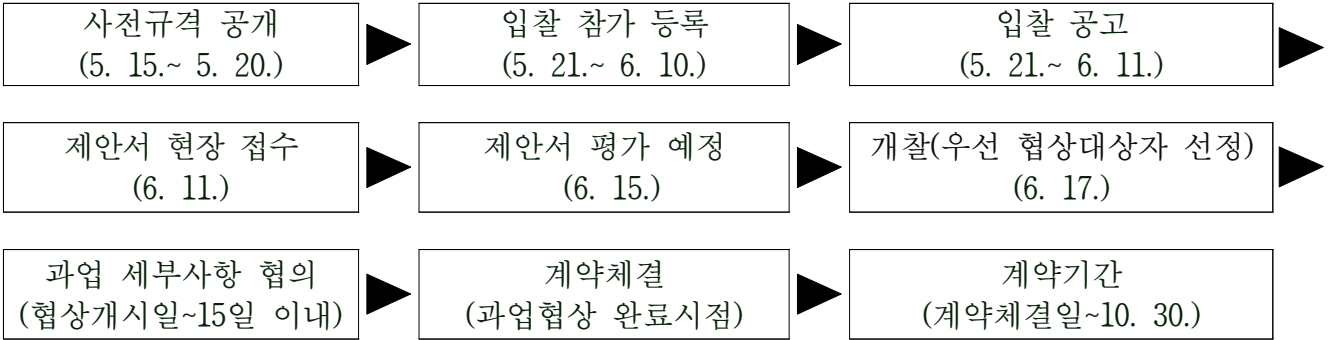 사전규격 공개
(5. 15.~ 5. 20.)
입찰 참가 등록
(5. 21.~ 6. 10.)
입찰 공고
(5. 21.~ 6. 11.)
제안서 현장 접수
(6. 11.)
제안서 평가 예정
(6. 15.)
개찰(우선 협상대상자 선정)
(6. 17.)
과업 세부사항 협의
(협상개시일~15일 이내)
계약체결
(과업협상 완료시점)
계약기간
(계약체결일~10. 30.)